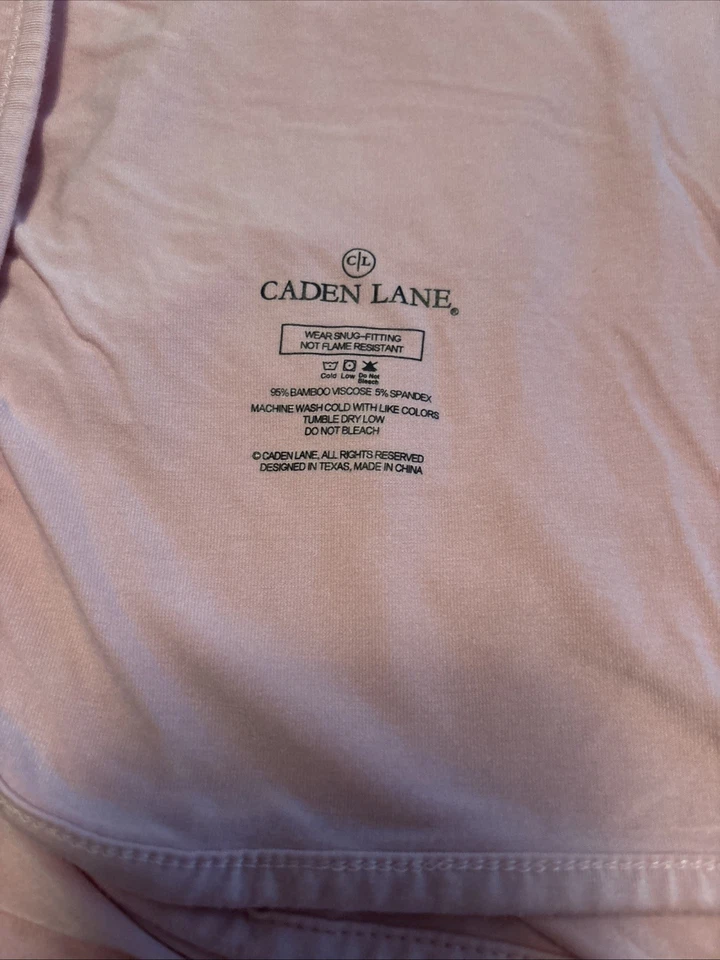 C|L
CADEN LANE®
WEAR SNUG-FITTING
NOT FLAME RESISTANT
Cold Low Do Not Bleach
95% BAMBOO VISCOSE 5% SPANDEX
MACHINE WASH COLD WITH LIKE COLORS
TUMBLE DRY LOW
DO NOT BLEACH
© CADEN LANE, ALL RIGHTS RESERVED
DESIGNED IN TEXAS, MADE IN CHINA